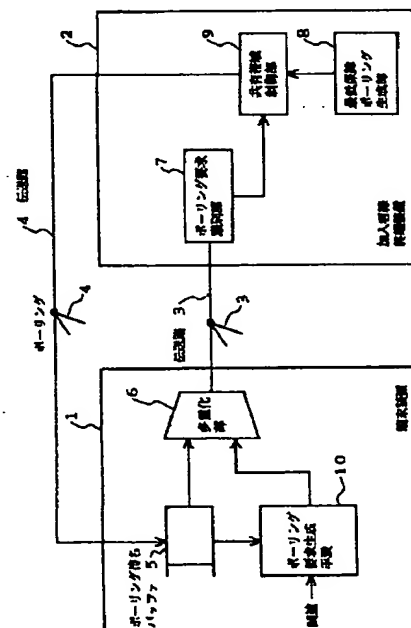 1
端末装置
ポーリング待ち
バッファ 5
ポーリング
要求生成
手段
10
6
多重化
部
伝送路
3
3
ポーリング
4
4 伝送路
2
加入者線
終端装置
7
ポーリング要求
識別部
9
共有帯域
制御部
8
最低保障
ポーリング
生成部